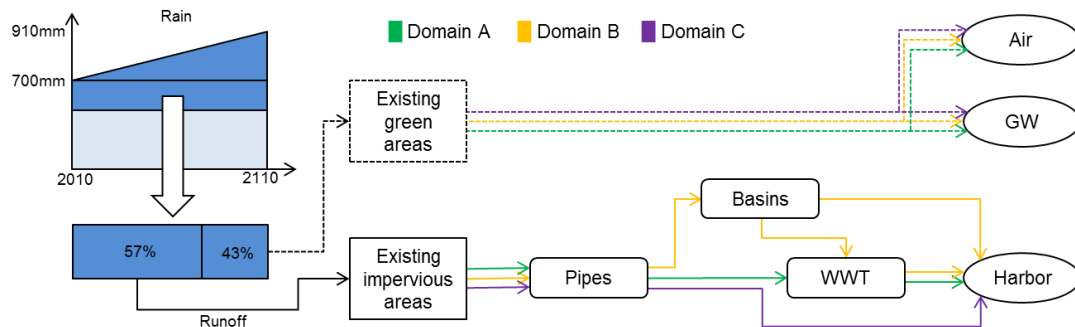 910mm
Rain
Domain A
Domain B
Domain C
Air
700mm
Existing
green
areas
GW
2010
2110
Basins
57%
43%
Existing
impervious
areas
Pipes
WWT
Harbor
Runoff